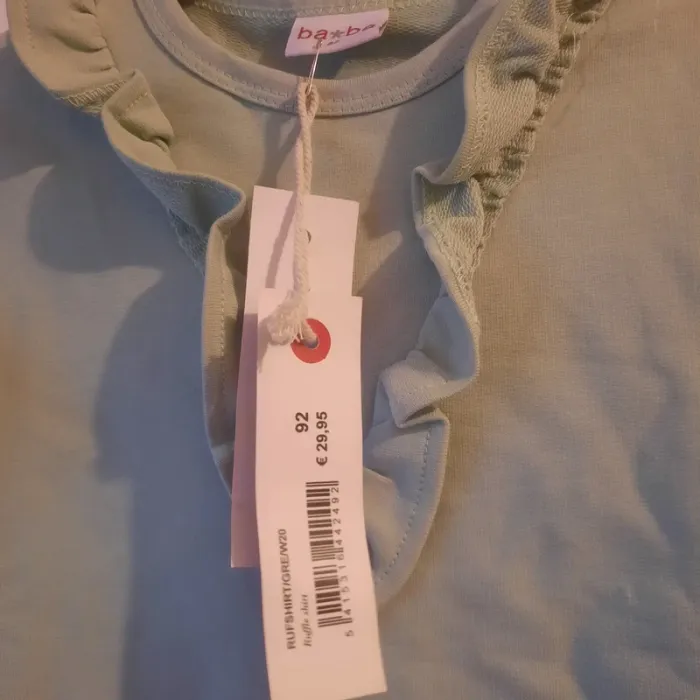 ba*ba
92
€ 29,95
5 415316 442492
RUFSHIRT/GRE/W20
Ruffle shirt